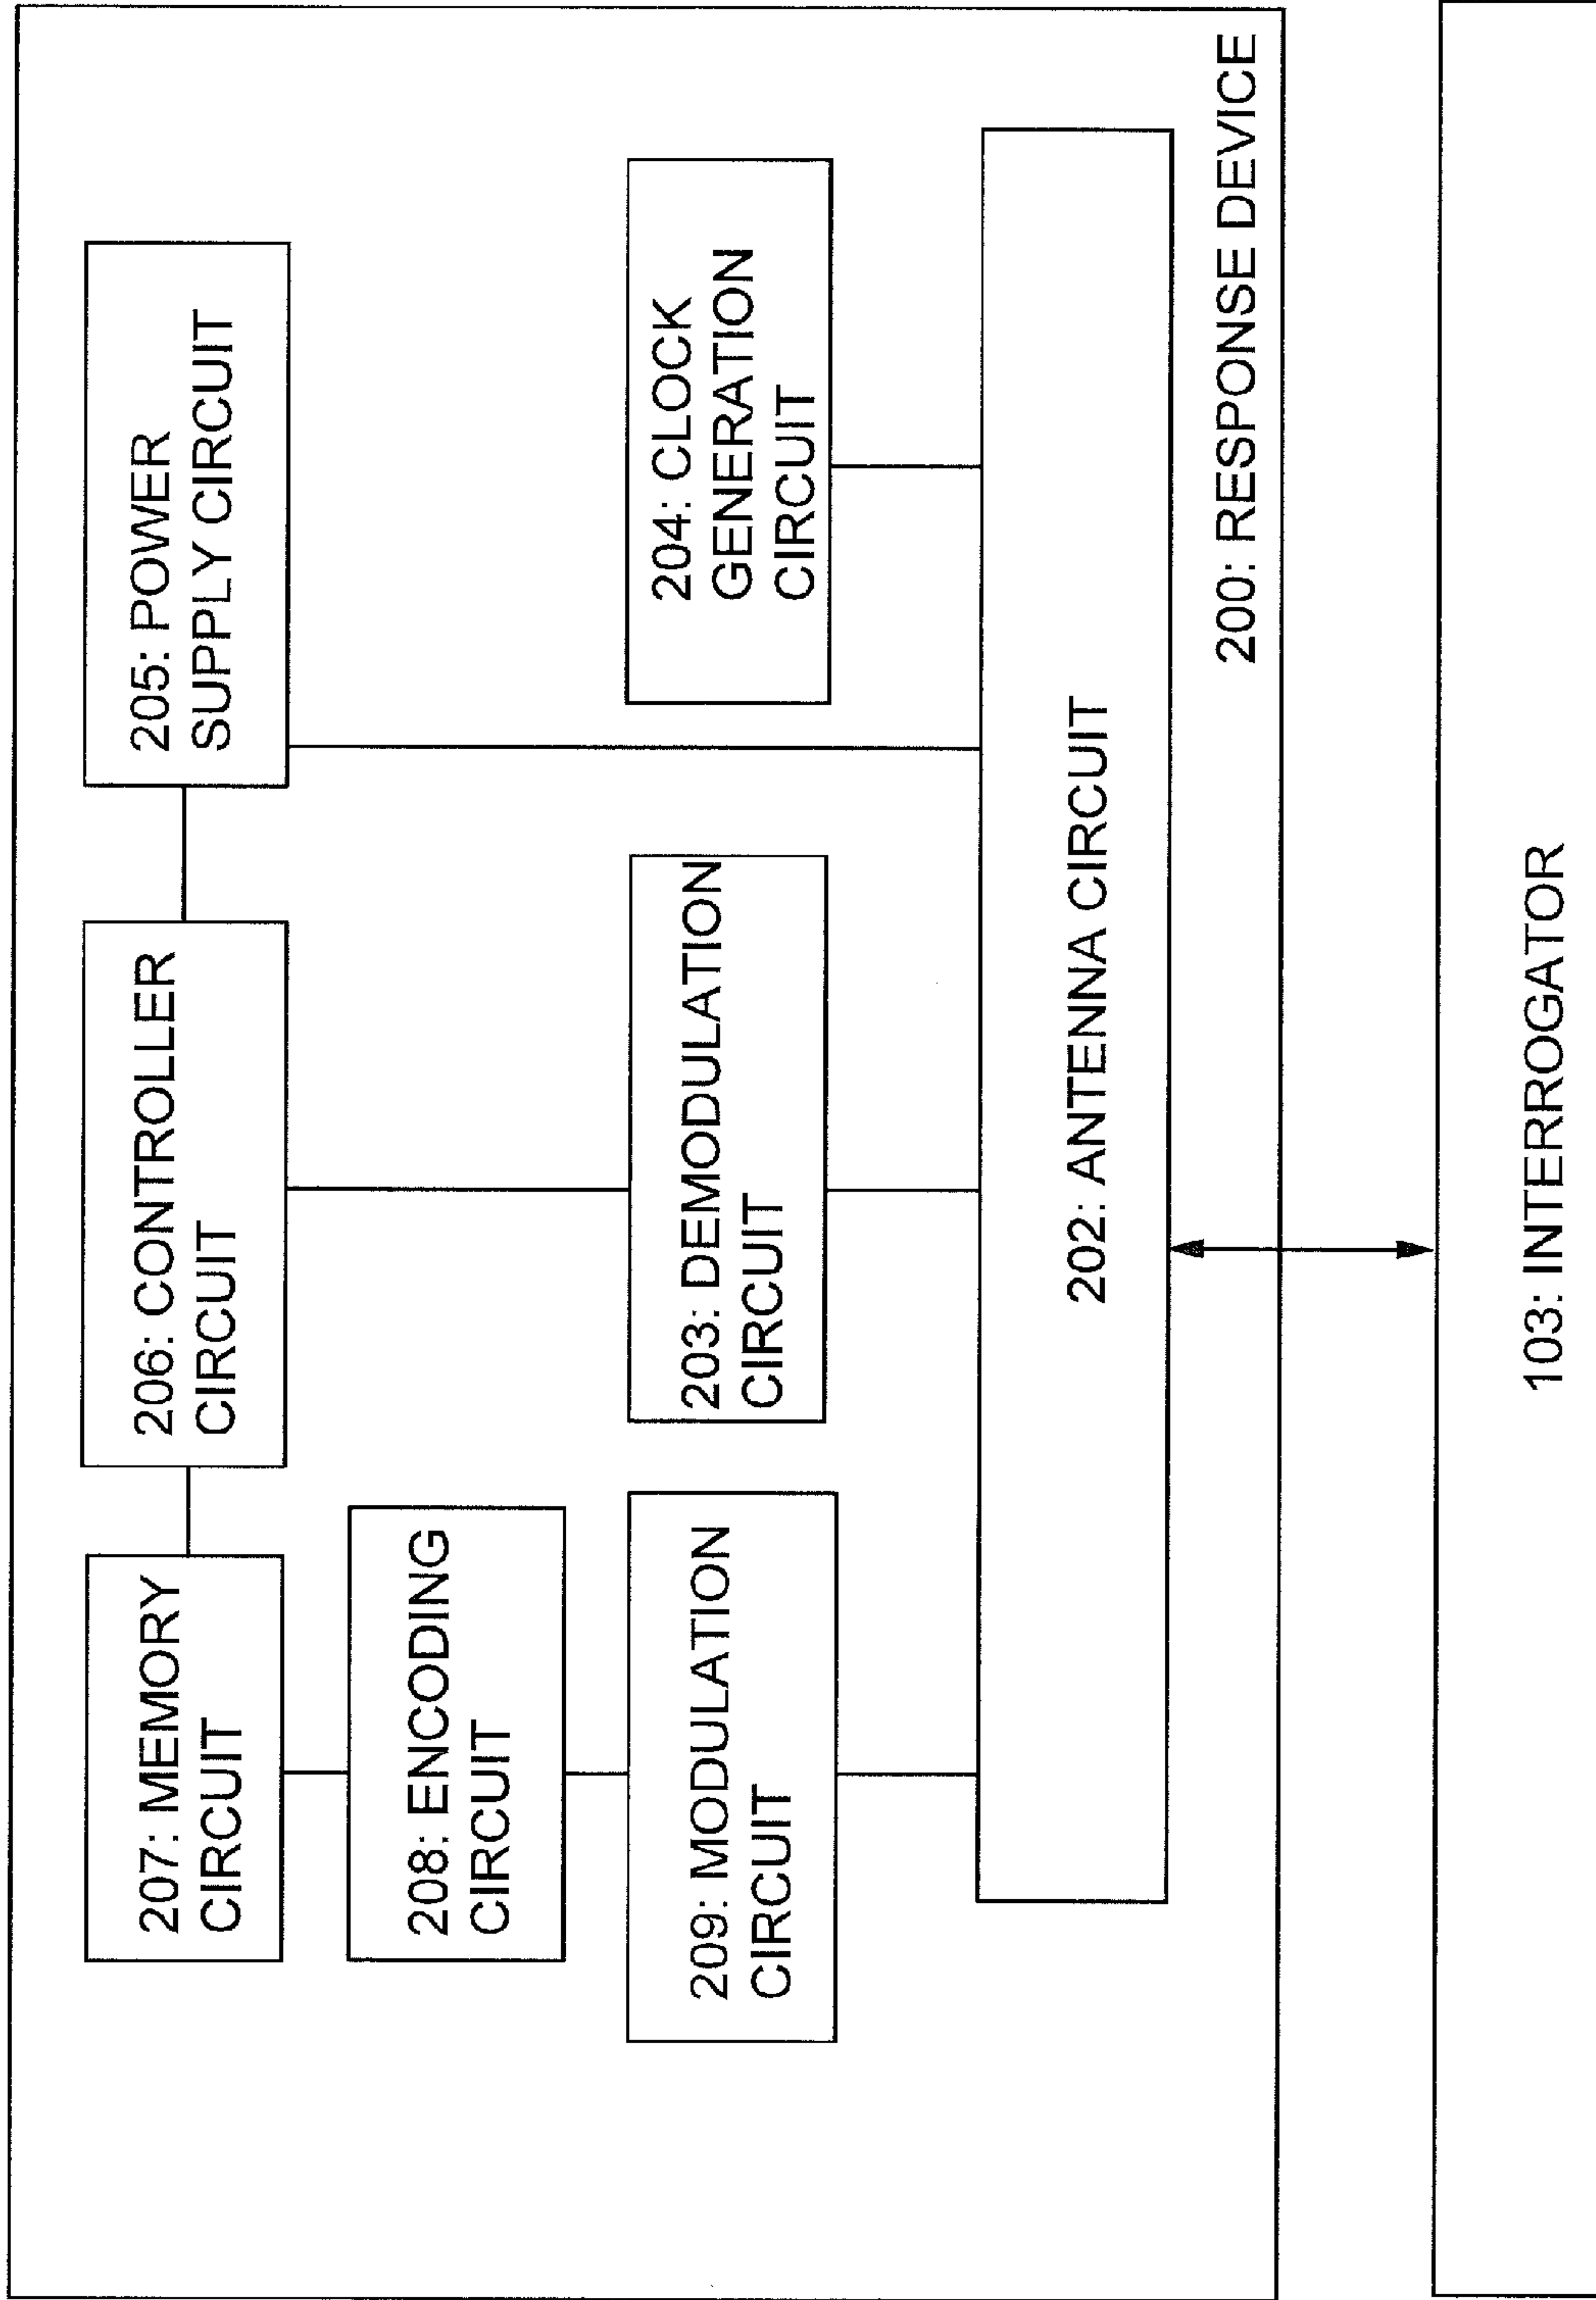 207: MEMORY
CIRCUIT
206: CONTROLLER
CIRCUIT
205: POWER
SUPPLY CIRCUIT
208: ENCODING
CIRCUIT
209: MODULATION
CIRCUIT
203: DEMODULATION
CIRCUIT
204: CLOCK
GENERATION
CIRCUIT
202: ANTENNA CIRCUIT
200: RESPONSE DEVICE
103: INTERROGATOR